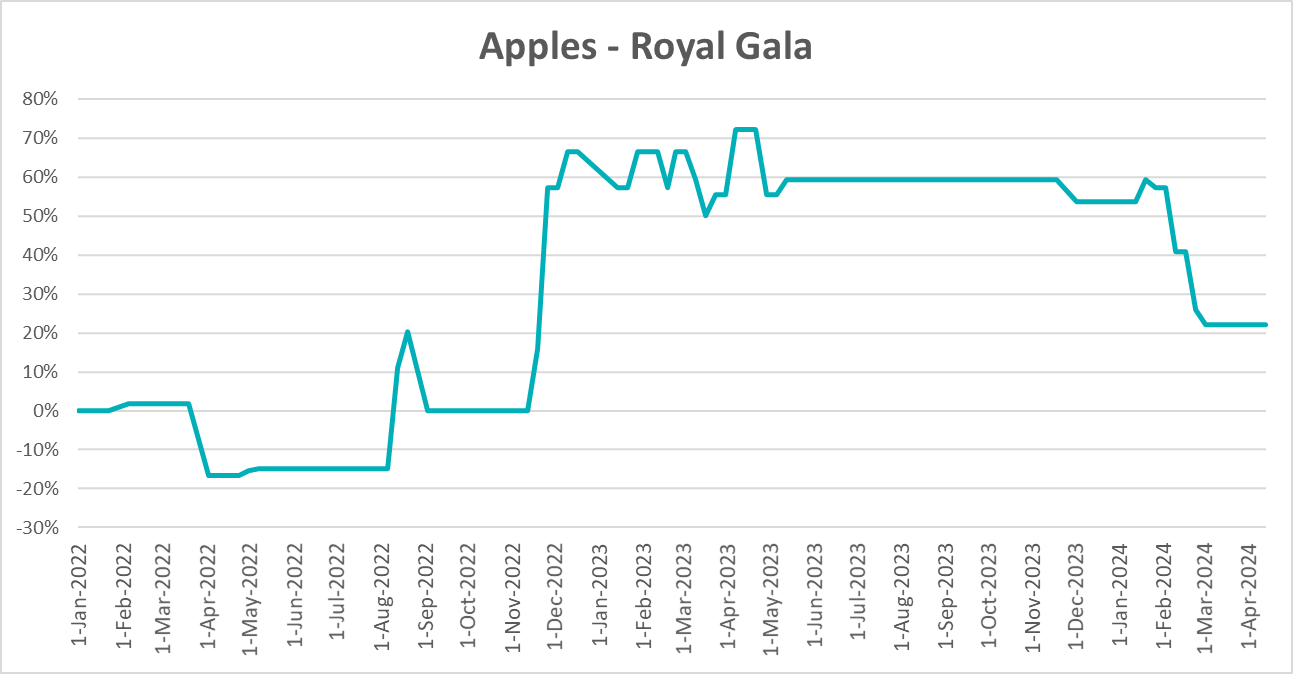 Apples - Royal Gala
80%
70%
60%
50%
40%
30%
20%
10%
0%
-10%
-20%
-30%
1-Jan-2022
1-Feb-2022
1-Mar-2022
1-Apr-2022
1-May-2022
1-Jun-2022
1-Jul-2022
1-Aug-2022
1-Sep-2022
1-Oct-2022
1-Nov-2022
1-Dec-2022
1-Jan-2023
1-Feb-2023
1-Mar-2023
1-Apr-2023
1-May-2023
1-Jun-2023
1-Jul-2023
1-Aug-2023
1-Sep-2023
1-Oct-2023
1-Nov-2023
1-Dec-2023
1-Jan-2024
1-Feb-2024
1-Mar-2024
1-Apr-2024